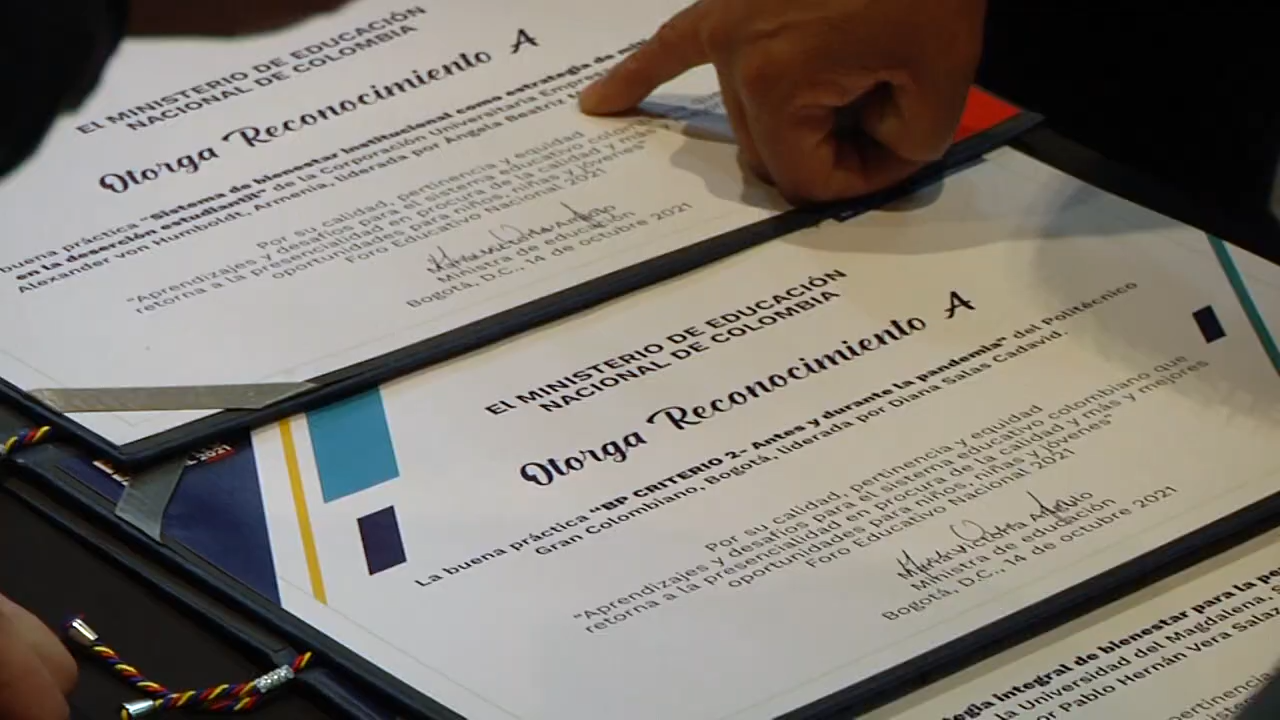 EL MINISTERIO DE EDUCACIÓN
NACIONAL DE COLOMBIA
Otorga Reconocimiento A
buena práctica "Sistema de bienestar institucional como estrategia de
en la deserción estudiantil" de la Corporación Universitaria
Alexander von Humboldt, Armenia, liderada por Angela Beatriz
Por su calidad, pertinencia y equidad
y desafíos para el sistema educativo
"Aprendizajes y
retorna a la presencialidad en procura de la calidad y más y
oportunidades para niños, niñas y jóvenes"
Foro Educativo Nacional 2021
Ministra de educación
Bogotá, D.C., 14 de octubre 2021
El MINISTERIO DE EDUCACIÓN
NACIONAL DE COLOMBIA
Otorga Reconocimiento A
La buena práctica "BP CRITERIO 2- Antes y durante la pandemia" del Politécnico
Gran Colombiano, Bogotá, liderada por Diana Salas Cadavid.
Por su calidad, pertinencia y equidad
"Aprendizajes y desafíos para el sistema educativo colombiano que
retorna a la presencialidad en procura de la calidad y más y mejores
oportunidades para niños, niñas y jóvenes"
Foro Educativo Nacional 2021
Ministra de educación
Bogotá, D.C., 14 de octubre 2021
2021
integral de bienestar para la
la Universidad del Magdalena,
por Pablo Hernán Vera
pertinencia